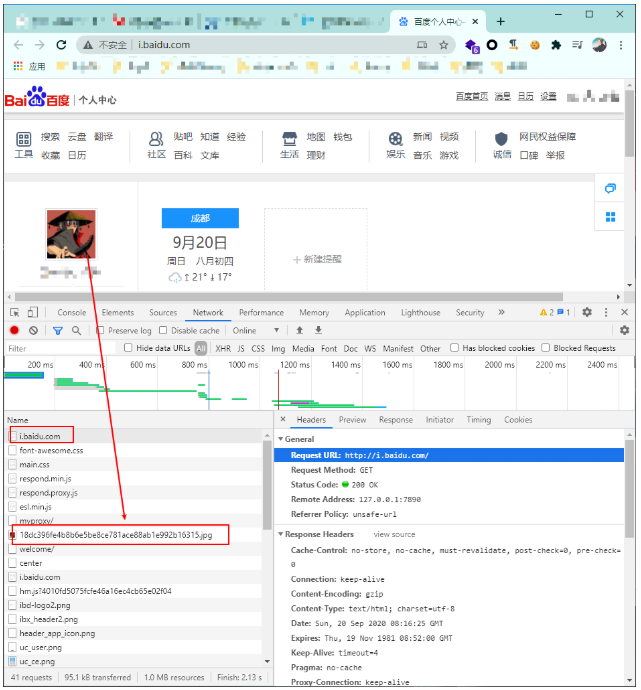 百度个人中心
不安全 | i.baidu.com
应用
Bai du 百度 | 个人中心
百度首页 消息 日历 设置
搜索 云盘 翻译
贴吧 知道 经验
地图 钱包
新闻 视频
网民权益保障
工具 收藏 日历
社区 百科 文库
生活 理财
娱乐 音乐 游戏
诚信 口碑 举报
成都
9月20日
周日 八月初四
21° 17°
+ 新建提醒
Console Elements Sources Network Performance Memory Application Lighthouse Security » 2 1
Preserve log Disable cache Online
Filter Hide data URLs All XHR JS CSS Img Media Font Doc WS Manifest Other Has blocked cookies Blocked Requests
200 ms 400 ms 600 ms 800 ms 1000 ms 1200 ms 1400 ms 1600 ms 1800 ms 2000 ms 2200 ms 2400 ms
Name
i.baidu.com
font-awesome.css
main.css
respond.min.js
respond.proxy.js
esl.min.js
myproxy/
18dc396fe4b8b6e5be8ce781ace88ab1e992b16315.jpg
welcome/
center
i.baidu.com
hm.js?4010fd5075fcfe46a16ec4cb65e02f04
ibd-logo2.png
ibx_header2.png
header_app_icon.png
uc_user.png
uc_ce.png
41 requests 95.1 kB transferred 1.0 MB resources Finish: 2.13 s
× Headers Preview Response Initiator Timing Cookies
General
Request URL: http://i.baidu.com/
Request Method: GET
Status Code: 200 OK
Remote Address: 127.0.0.1:7890
Referrer Policy: unsafe-url
Response Headers view source
Cache-Control: no-store, no-cache, must-revalidate, post-check=0, pre-check=
0
Connection: keep-alive
Content-Encoding: gzip
Content-Type: text/html; charset=utf-8
Date: Sun, 20 Sep 2020 08:16:25 GMT
Expires: Thu, 19 Nov 1981 08:52:00 GMT
Keep-Alive: timeout=4
Pragma: no-cache
Proxy-Connection: keep-alive